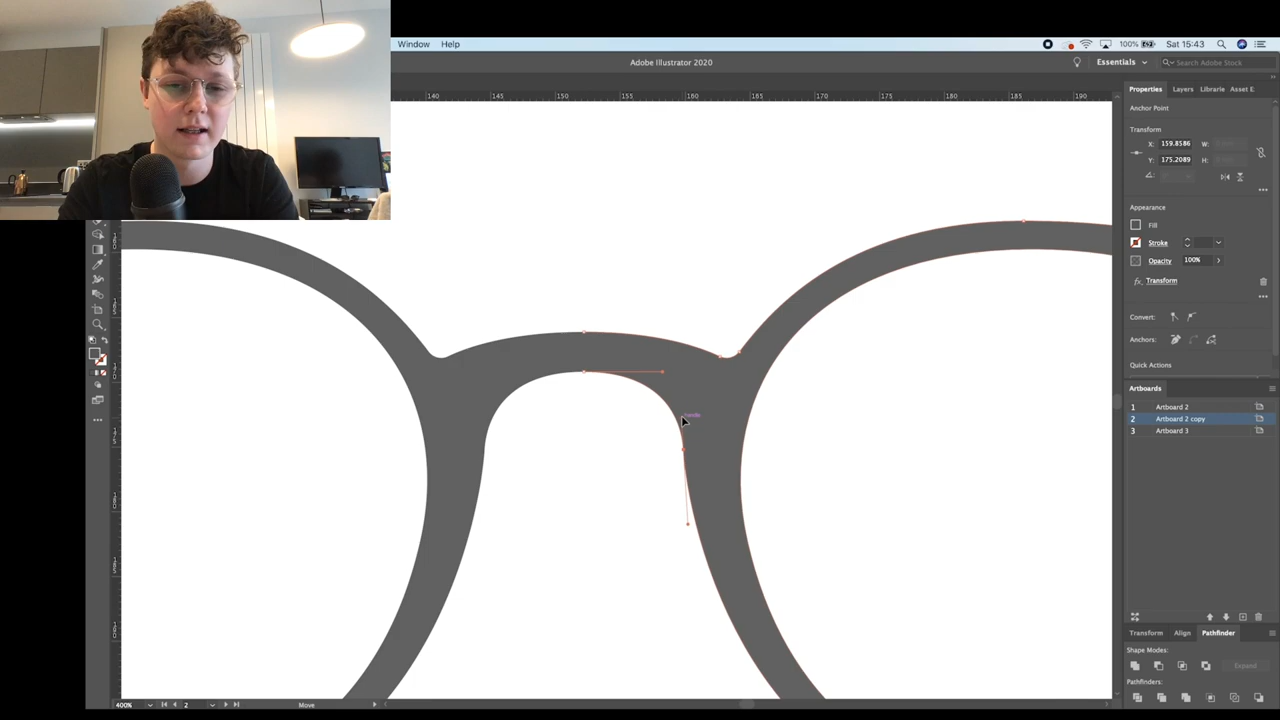 Window Help
100% Sat 15:43
Adobe Illustrator 2020
Essentials
Search Adobe Stock
140 145 150 155 160 165 170 175 180 185 190
Properties Layers Librarie Asset E
Anchor Point
Transform
X: 159.8586 W:
Y: 175.2089 H:
Appearance
Fill
Stroke
Opacity 100%
fx Transform
Convert:
Anchors:
Quick Actions
handle
Artboards
1 Artboard 2
2 Artboard 2 copy
3 Artboard 3
Transform Align Pathfinder
Shape Modes:
Expand
Pathfinders:
400% 2 Move